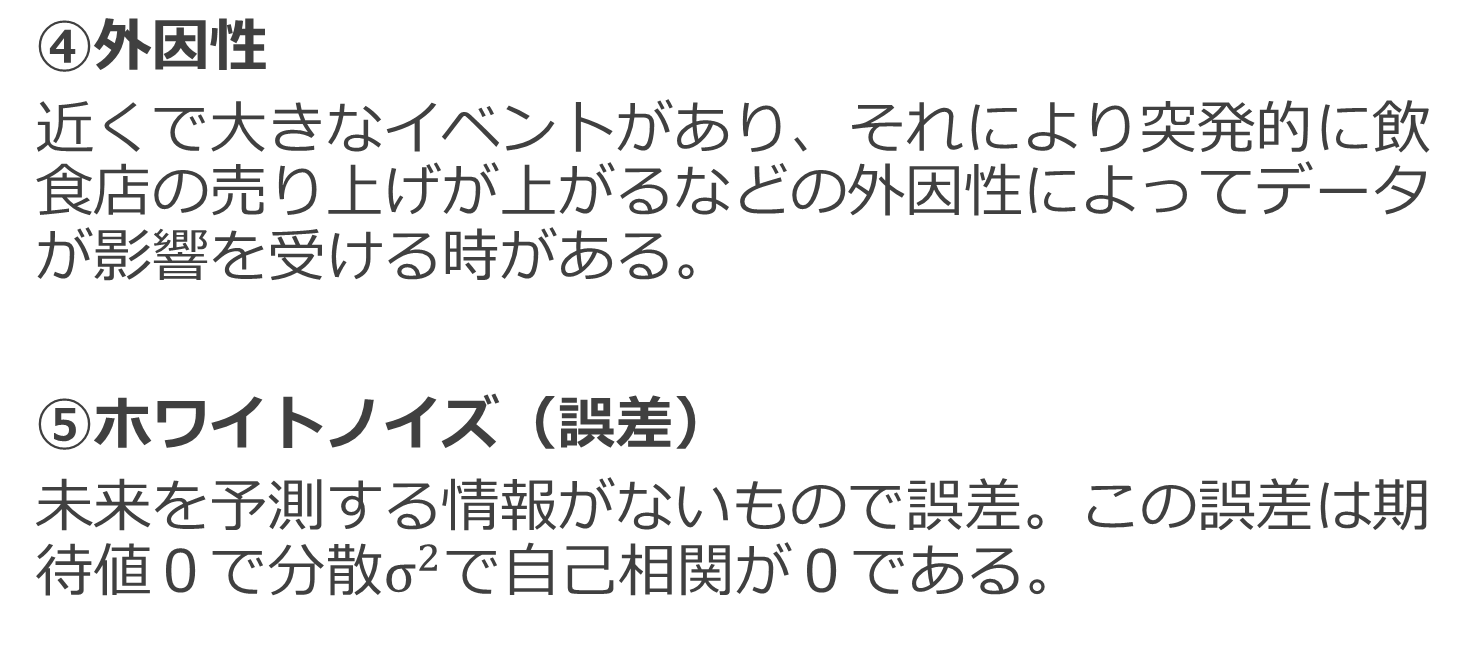 ④外因性
近くで大きなイベントがあり、それにより突発的に飲
食店の売り上げが上がるなどの外因性によってデータ
が影響を受ける時がある。
⑤ホワイトノイズ（誤差）
未来を予測する情報がないもので誤差。この誤差は期
待値０で分散σ²で自己相関が０である。